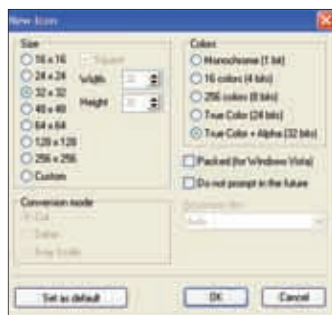 New Icon
Size
16 x 16
24 x 24
32 x 32
48 x 48
64 x 64
128 x 128
256 x 256
Custom
Square
Width
Height
Colors
Monochrome (1 bit)
16 colors (4 bits)
256 colors (8 bits)
True Color (24 bits)
True Color + Alpha (32 bits)
Packed (for Windows Vista)
Do not prompt in the future
Conversion mode
Set as default
OK
Cancel